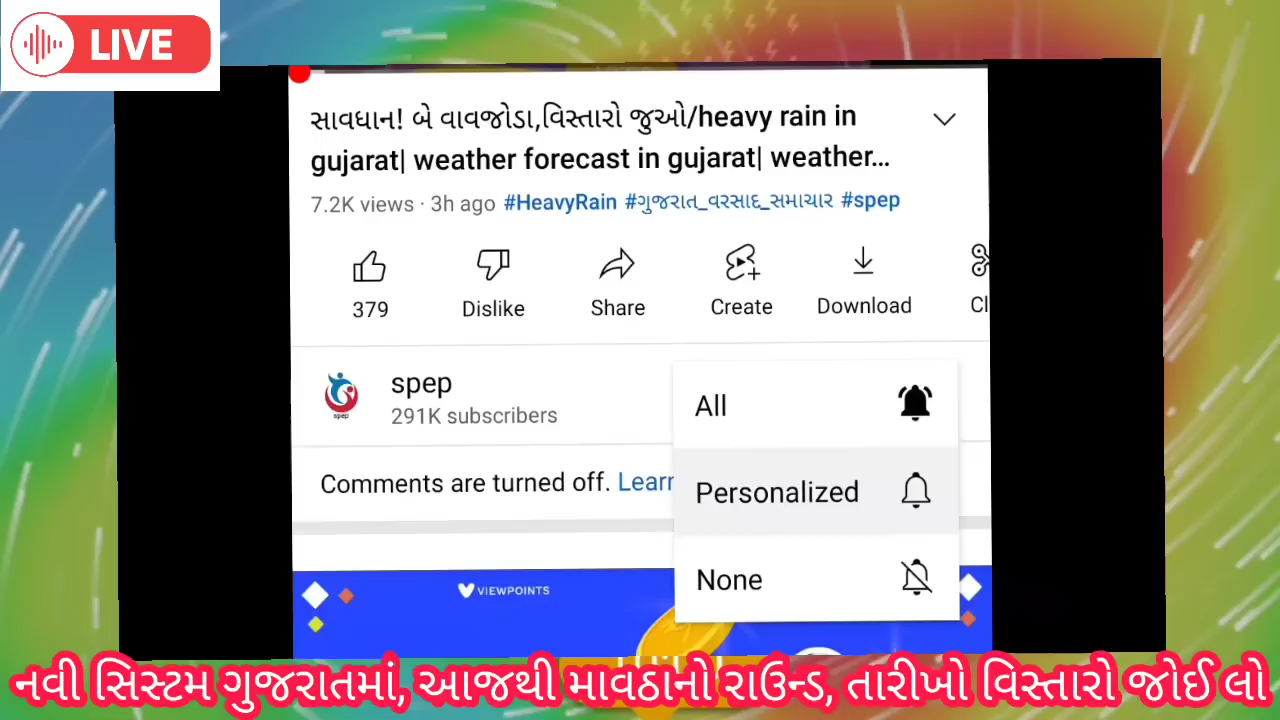 LIVE
સાવધાન! બે વાવજોડા,વિસ્તારો જુઓ/heavy rain in
gujarat| weather forecast in gujarat| weather...
7.2K views · 3h ago #HeavyRain #ગુજરાત_વરસાદ_સમાચાર #spep
379 Dislike Share Create Download Cl
spep
spep
291K subscribers
All
Comments are turned off. Learn
Personalized
None
VIEWPOINTS
નવી સિસ્ટમ ગુજરાતમાં, આજથી માવઠાનો રાઉન્ડ, તારીખો વિસ્તારો જોઈ લો